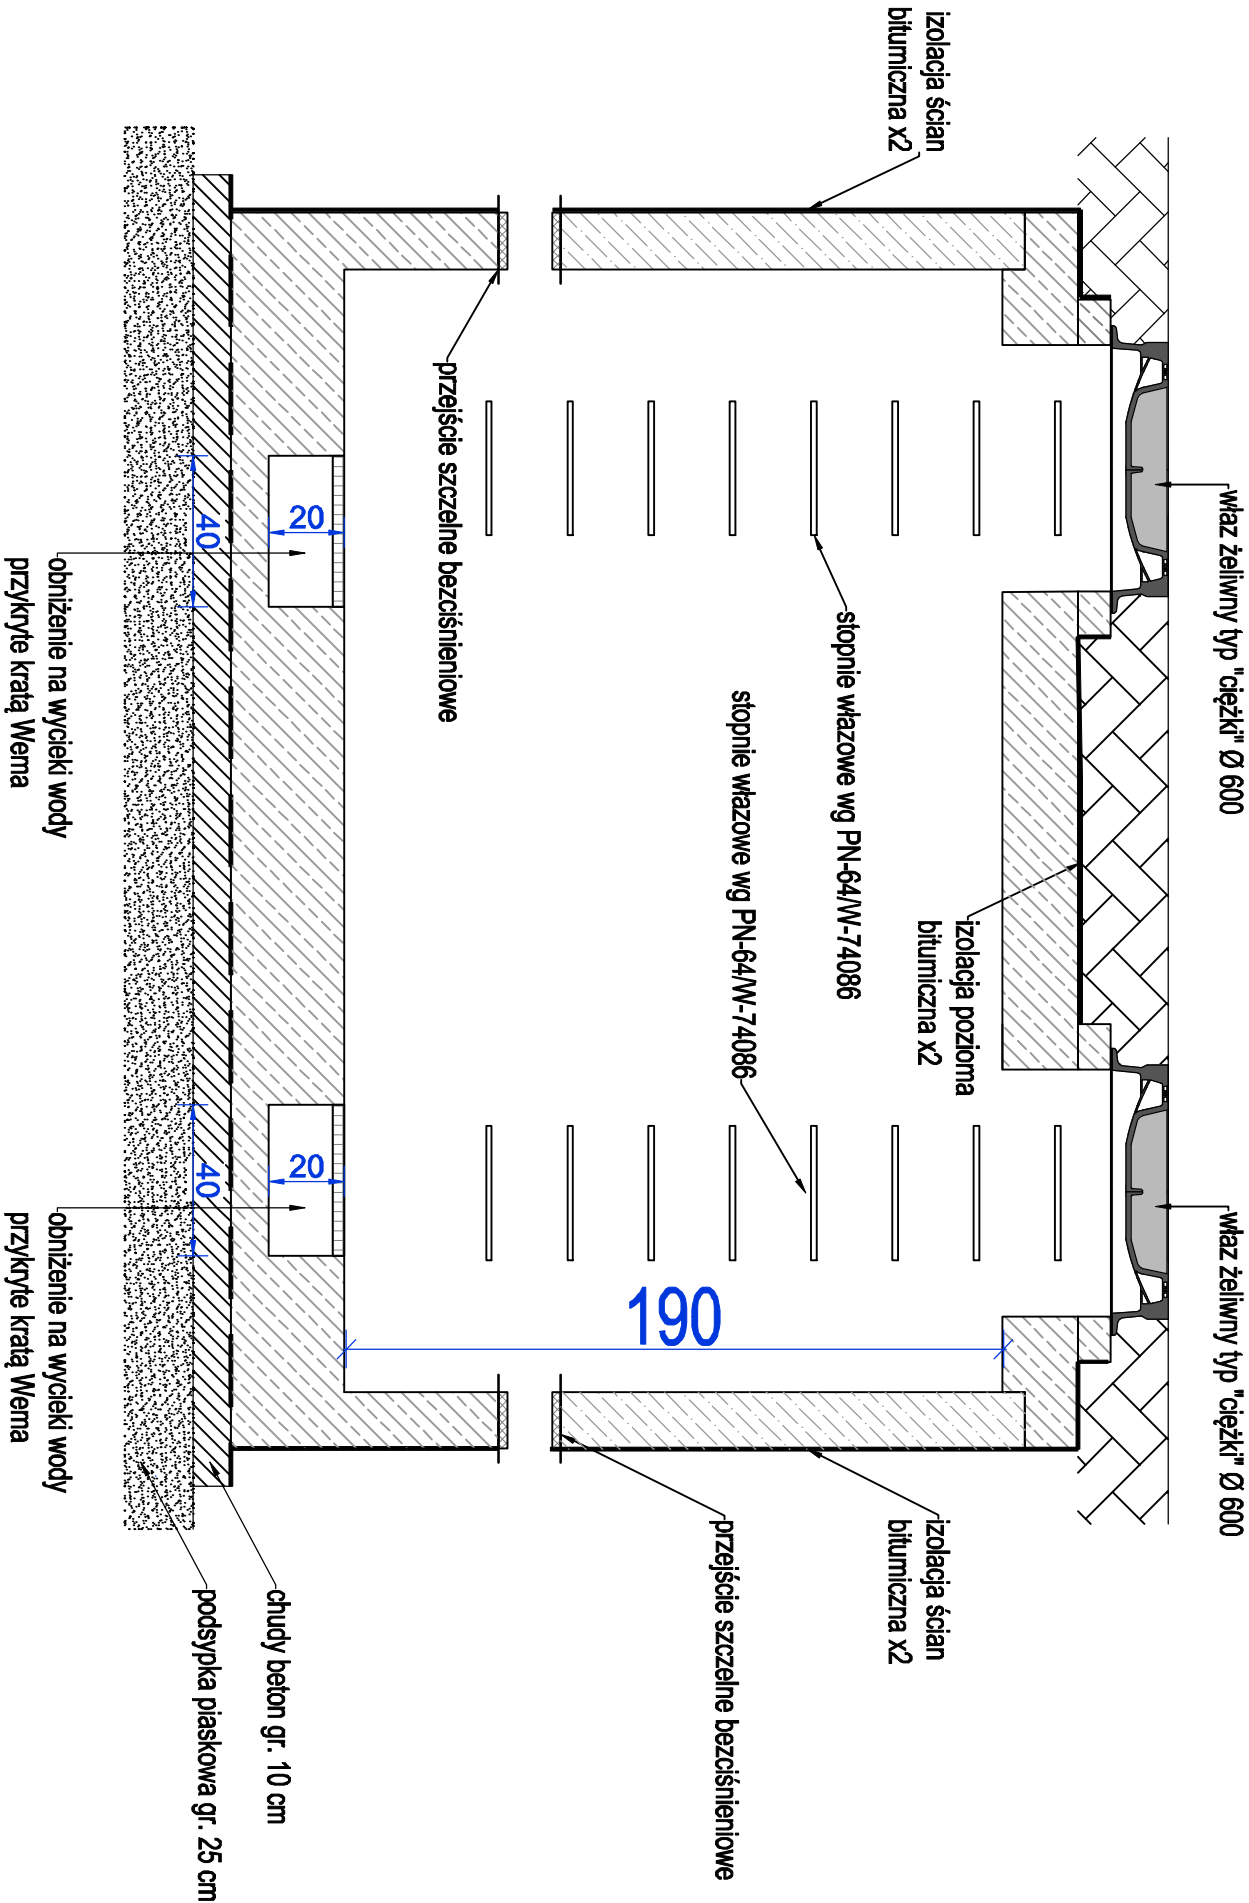 właz żeliwny typ "ciężki" Ø 600
właz żeliwny typ "ciężki" Ø 600
izolacja ścian
bitumiczna x2
izolacja pozioma
bitumiczna x2
izolacja ścian
bitumiczna x2
stopnie włazowe wg PN-64/W-74086
stopnie włazowe wg PN-64/W-74086
190
przejście szczelne bezciśnieniowe
przejście szczelne bezciśnieniowe
20
20
40
40
chudy beton gr. 10 cm
podsypka piaskowa gr. 25 cm
obniżenie na wycieki wody
przykryte kratą Wema
obniżenie na wycieki wody
przykryte kratą Wema